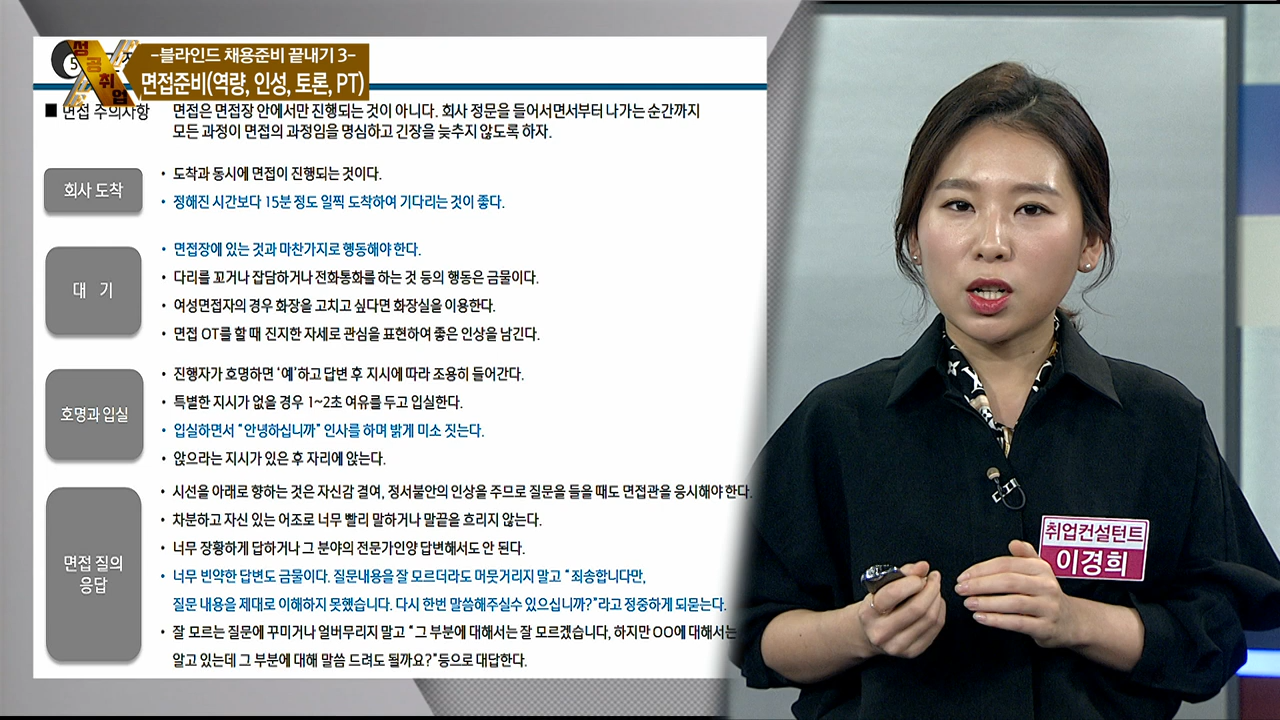 성공취업
-블라인드 채용준비 끝내기 3-
면접준비(역량, 인성, 토론, PT)
5
■ 면접 주의사항
면접은 면접장 안에서만 진행되는 것이 아니다. 회사 정문을 들어서면서부터 나가는 순간까지
모든 과정이 면접의 과정임을 명심하고 긴장을 늦추지 않도록 하자.
회사 도착
• 도착과 동시에 면접이 진행되는 것이다.
• 정해진 시간보다 15분 정도 일찍 도착하여 기다리는 것이 좋다.
대 기
• 면접장에 있는 것과 마찬가지로 행동해야 한다.
• 다리를 꼬거나 잡담하거나 전화통화를 하는 것 등의 행동은 금물이다.
• 여성면접자의 경우 화장을 고치고 싶다면 화장실을 이용한다.
• 면접 OT를 할 때 진지한 자세로 관심을 표현하여 좋은 인상을 남긴다.
호명과 입실
• 진행자가 호명하면 ‘예’하고 답변 후 지시에 따라 조용히 들어간다.
• 특별한 지시가 없을 경우 1~2초 여유를 두고 입실한다.
• 입실하면서 “안녕하십니까” 인사를 하며 밝게 미소 짓는다.
• 앉으라는 지시가 있은 후 자리에 앉는다.
면접 질의
응답
• 시선을 아래로 향하는 것은 자신감 결여, 정서불안의 인상을 주므로 질문을 들을 때도 면접관을 응시해야 한다.
• 차분하고 자신 있는 어조로 너무 빨리 말하거나 말끝을 흐리지 않는다.
• 너무 장황하게 답하거나 그 분야의 전문가인양 답변해서도 안 된다.
• 너무 빈약한 답변도 금물이다. 질문내용을 잘 모르더라도 머뭇거리지 말고 “죄송합니다만,
질문 내용을 제대로 이해하지 못했습니다. 다시 한번 말씀해주실수 있으십니까?”라고 정중하게 되묻는다.
• 잘 모르는 질문에 꾸미거나 얼버무리지 말고 “그 부분에 대해서는 잘 모르겠습니다, 하지만 OO에 대해서는
알고 있는데 그 부분에 대해 말씀 드려도 될까요?”등으로 대답한다.
취업컨설턴트
이경희